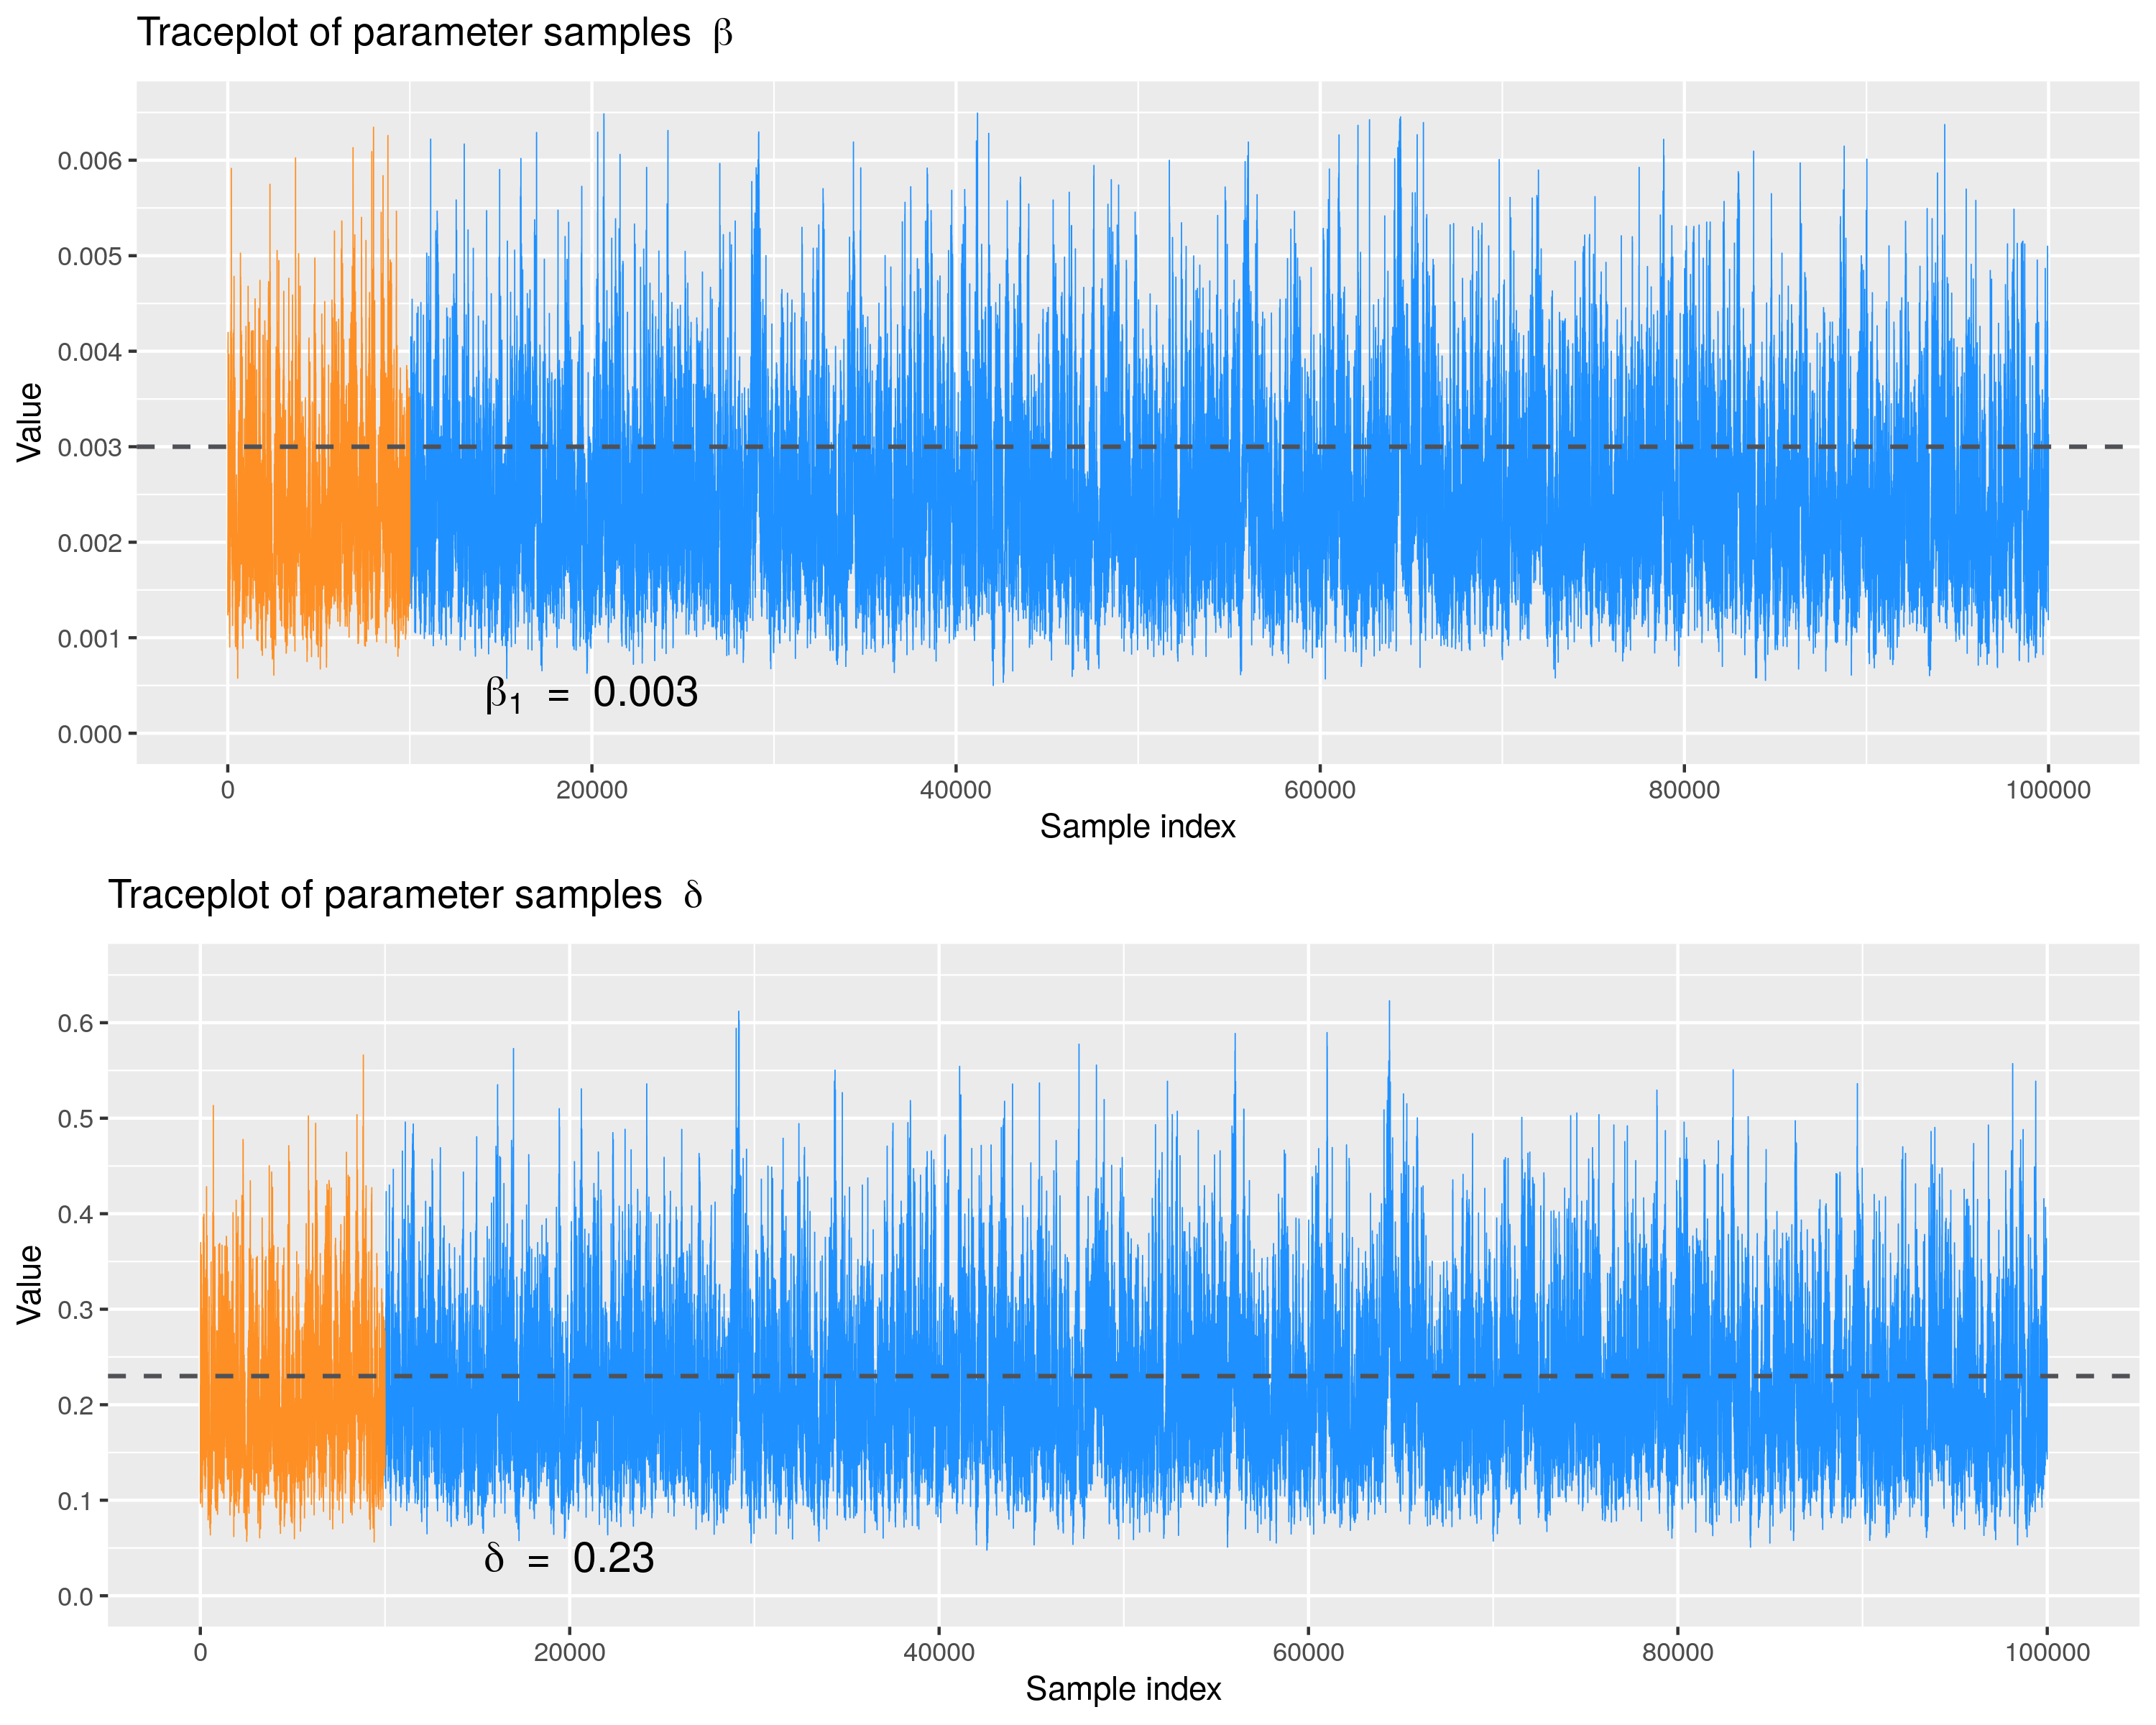 Traceplot of parameter samples β
Value
0.006
0.005
0.004
0.003
0.002
0.001
0.000
β₁ = 0.003
0 20000 40000 60000 80000 100000
Sample index
Traceplot of parameter samples δ
Value
0.6
0.5
0.4
0.3
0.2
0.1
0.0
δ = 0.23
0 20000 40000 60000 80000 100000
Sample index